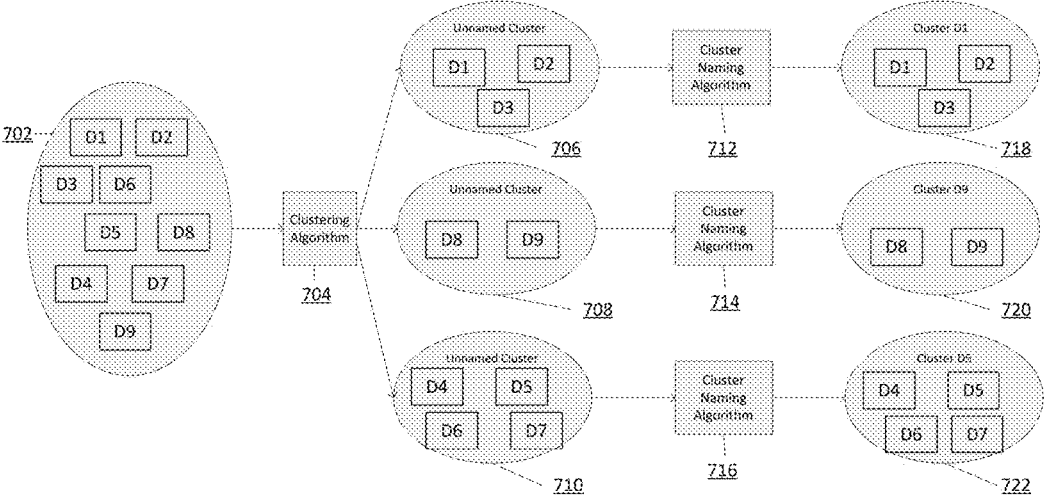 702
D1 D2
D3 D6
D5 D8
D4 D7
D9
Clustering
Algorithm
704
Unnamed Cluster
D1 D2
D3
706
Cluster
Naming
Algorithm
712
Cluster D1
D1 D2
D3
718
Unnamed Cluster
D8 D9
708
Cluster
Naming
Algorithm
714
Cluster D9
D8 D9
720
Unnamed Cluster
D4 D5
D6 D7
710
Cluster
Naming
Algorithm
716
Cluster D5
D4 D5
D6 D7
722